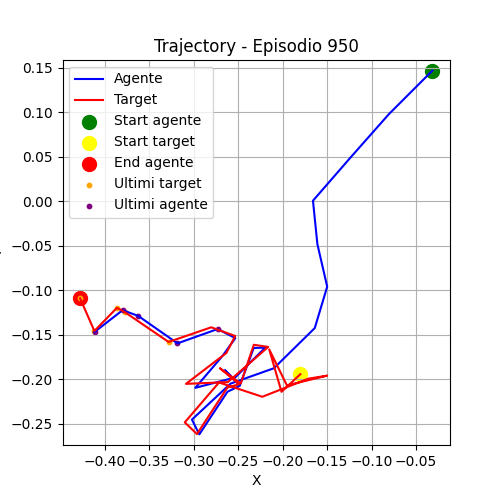 Trajectory - Episodio 950
Agente
Target
Start agente
Start target
End agente
Ultimi target
Ultimi agente
0.15
0.10
0.05
0.00
−0.05
−0.10
−0.15
−0.20
−0.25
−0.40 −0.35 −0.30 −0.25 −0.20 −0.15 −0.10 −0.05
X